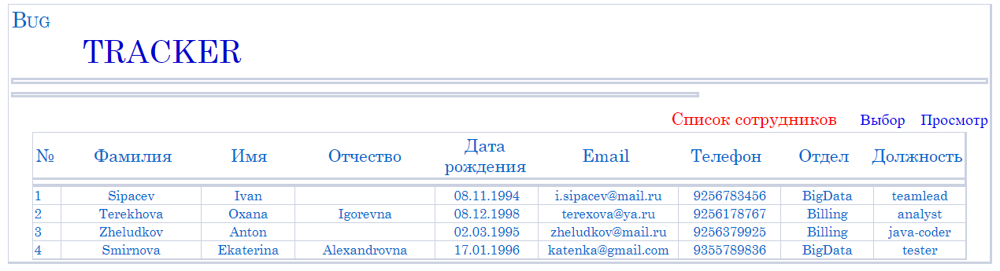 Bug
TRACKER
Список сотрудников Выбор Просмотр
№ Фамилия Имя Отчество Дата рождения Email Телефон Отдел Должность
1 Sipacev Ivan 08.11.1994 i.sipacev@mail.ru 9256783456 BigData teamlead
2 Terekhova Oxana Igorevna 08.12.1998 terexova@ya.ru 9256178767 Billing analyst
3 Zheludkov Anton 02.03.1995 zheludkov@mail.ru 9256379925 Billing java-coder
4 Smirnova Ekaterina Alexandrovna 17.01.1996 katenka@gmail.com 9355789836 BigData tester